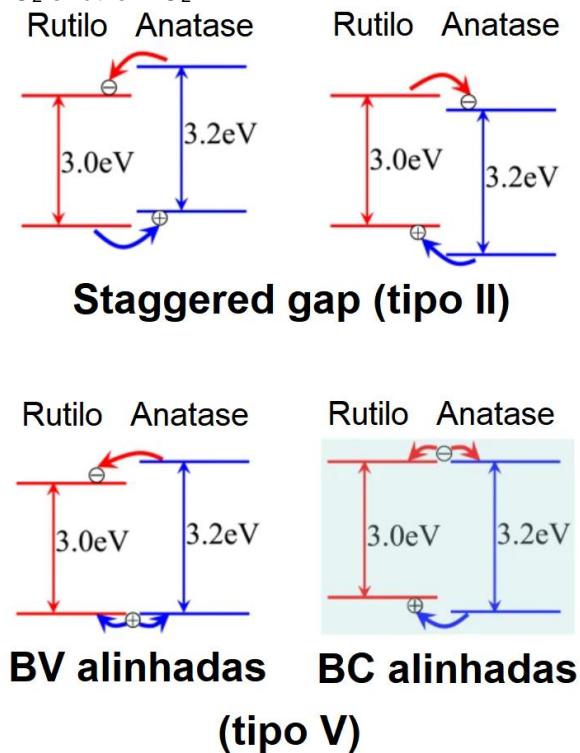 Rutilo Anatase Rutilo Anatase
⊖ ⊖
3.0eV 3.2eV 3.0eV 3.2eV
⊕ ⊕
Staggered gap (tipo II)
Rutilo Anatase Rutilo Anatase
⊖ ⊖
3.0eV 3.2eV 3.0eV 3.2eV
⊕ ⊕
BV alinhadas BC alinhadas
(tipo V)